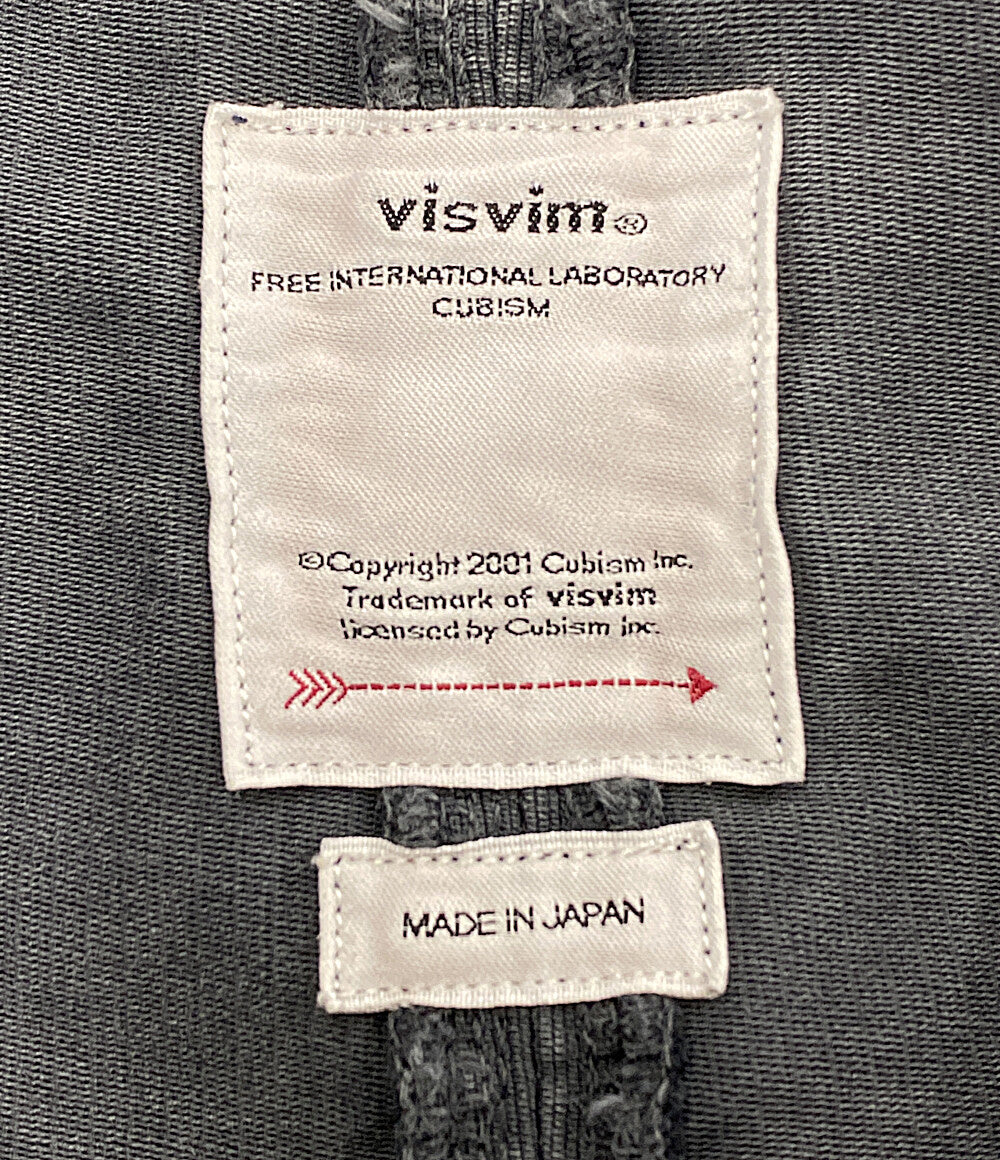 visvim®
FREE INTERNATIONAL LABORATORY
CUBISM
©Copyright 2001 Cubism Inc.
Trademark of visvim
licensed by Cubism Inc.
MADE IN JAPAN